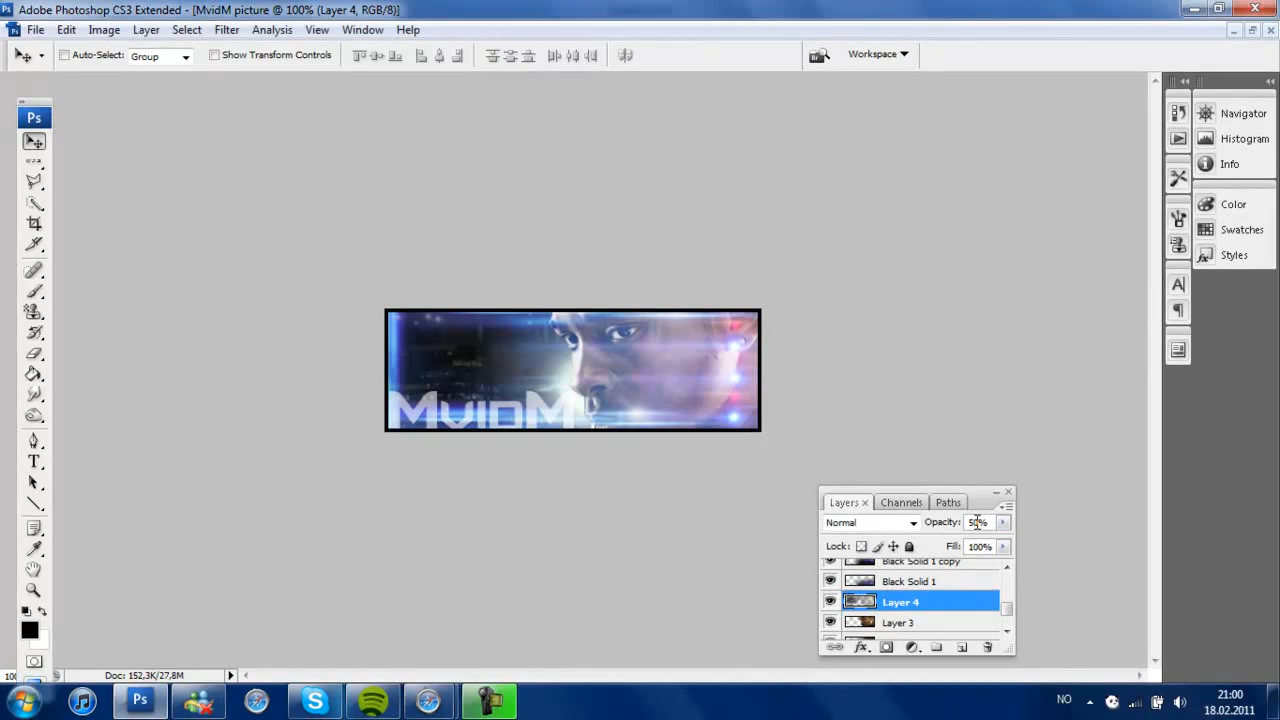 Adobe Photoshop CS3 Extended - [MvidM picture @ 100% (Layer 4, RGB/8)]
File Edit Image Layer Select Filter Analysis View Window Help
Auto-Select: Group Show Transform Controls Workspace
Ps
Navigator
Histogram
Info
Color
Swatches
Styles
MvidM
Layers Channels Paths
Normal Opacity: 50%
Lock: Fill: 100%
Black Solid 1 copy
Black Solid 1
Layer 4
Layer 3
Doc: 152,3K/27,8M
NO
21:00
18.02.2011